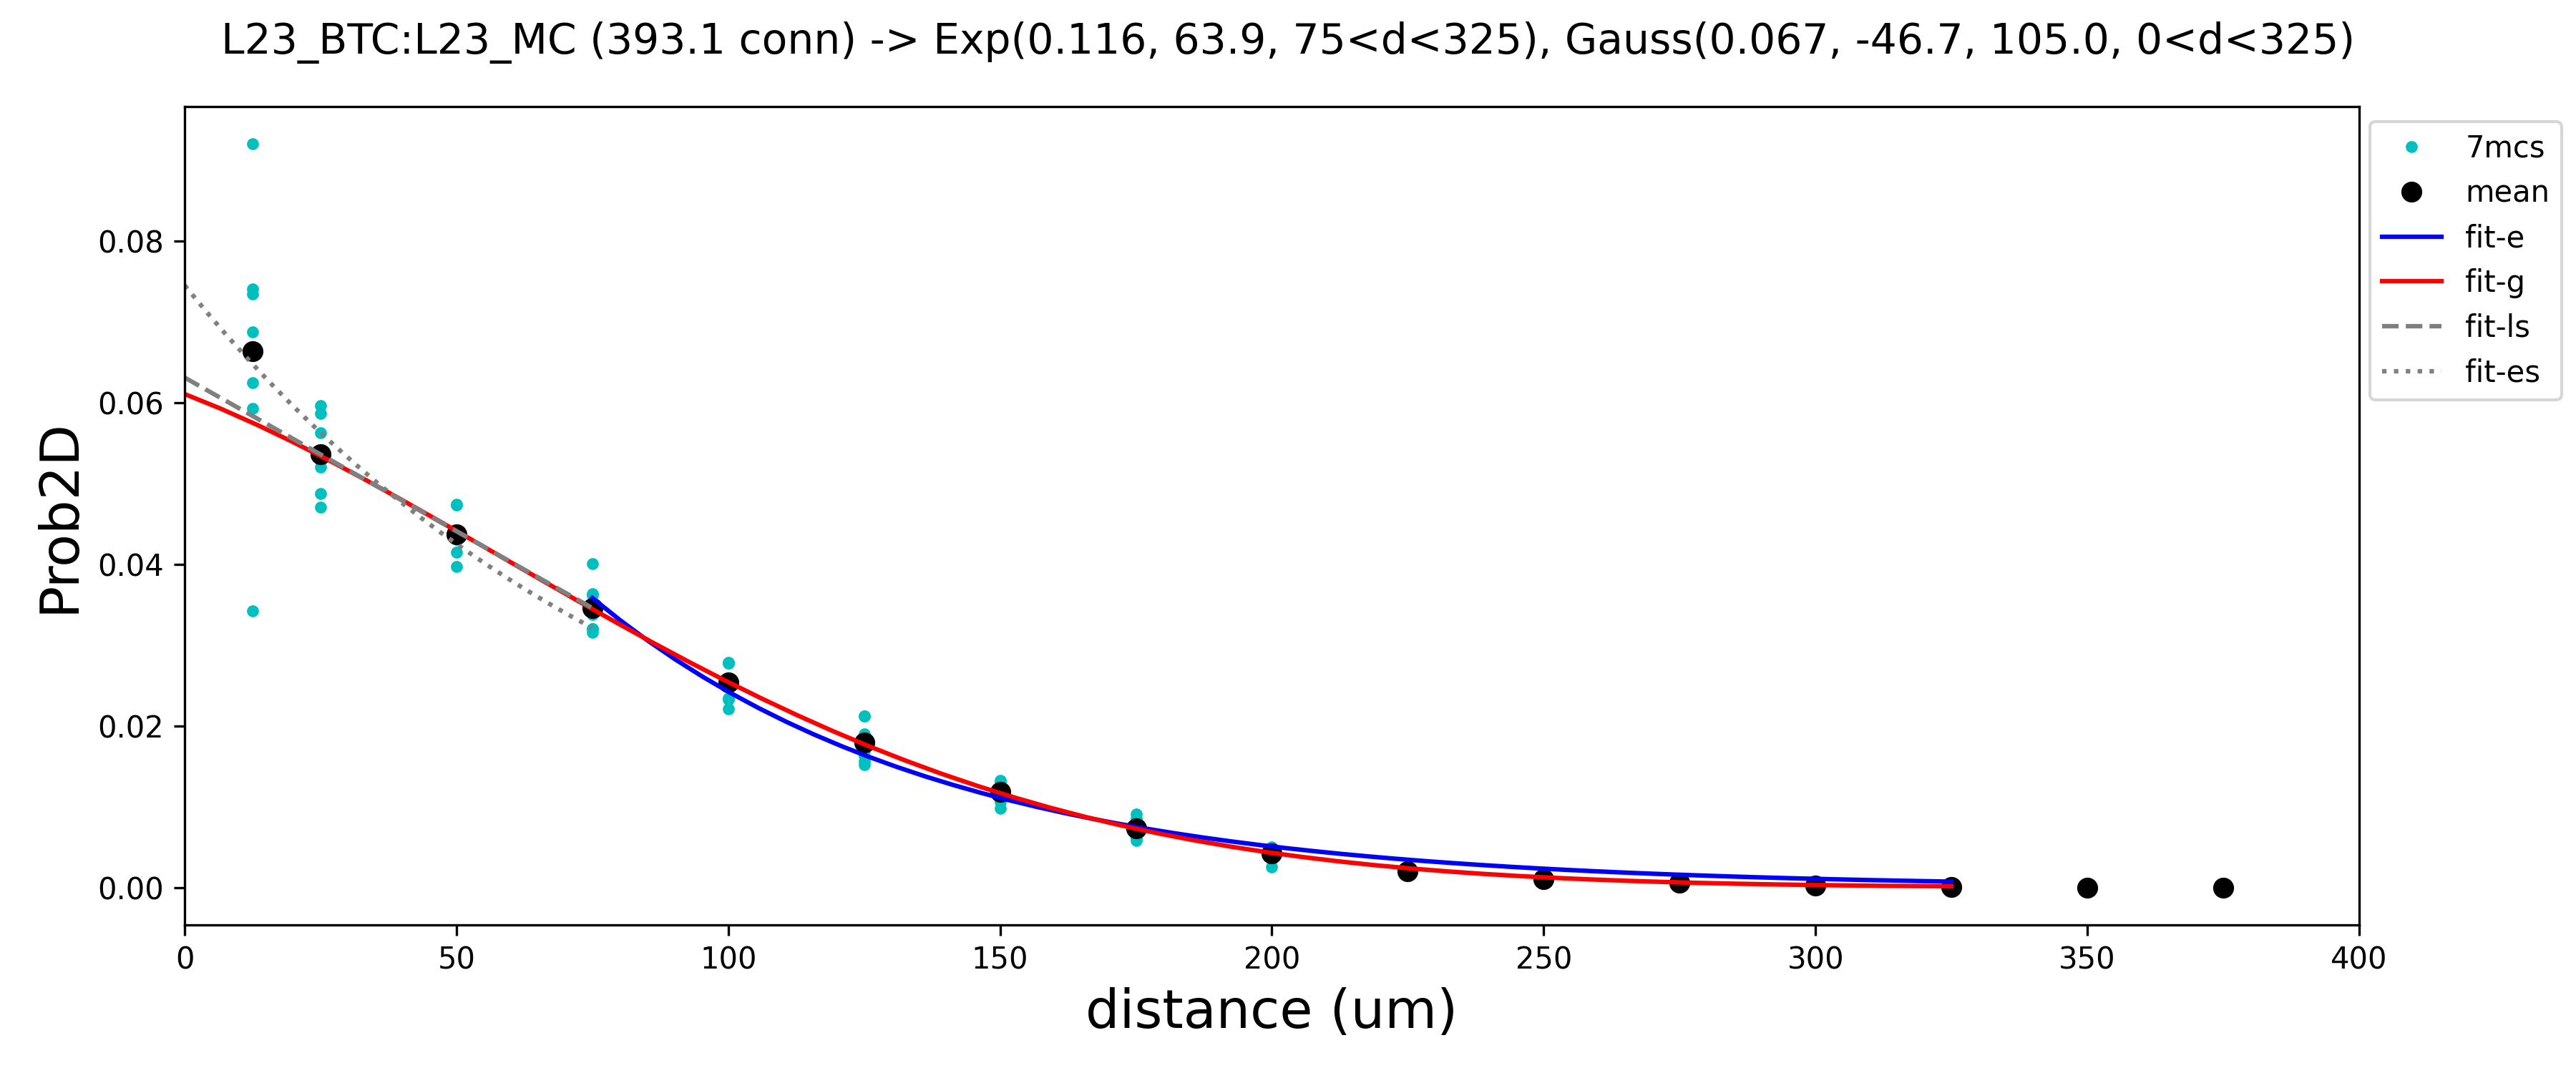 L23_BTC:L23_MC (393.1 conn) -> Exp(0.116, 63.9, 75<d<325), Gauss(0.067, -46.7, 105.0, 0<d<325)
7mcs
mean
fit-e
fit-g
fit-ls
fit-es
Prob2D
0.08
0.06
0.04
0.02
0.00
0 50 100 150 200 250 300 350 400
distance (um)